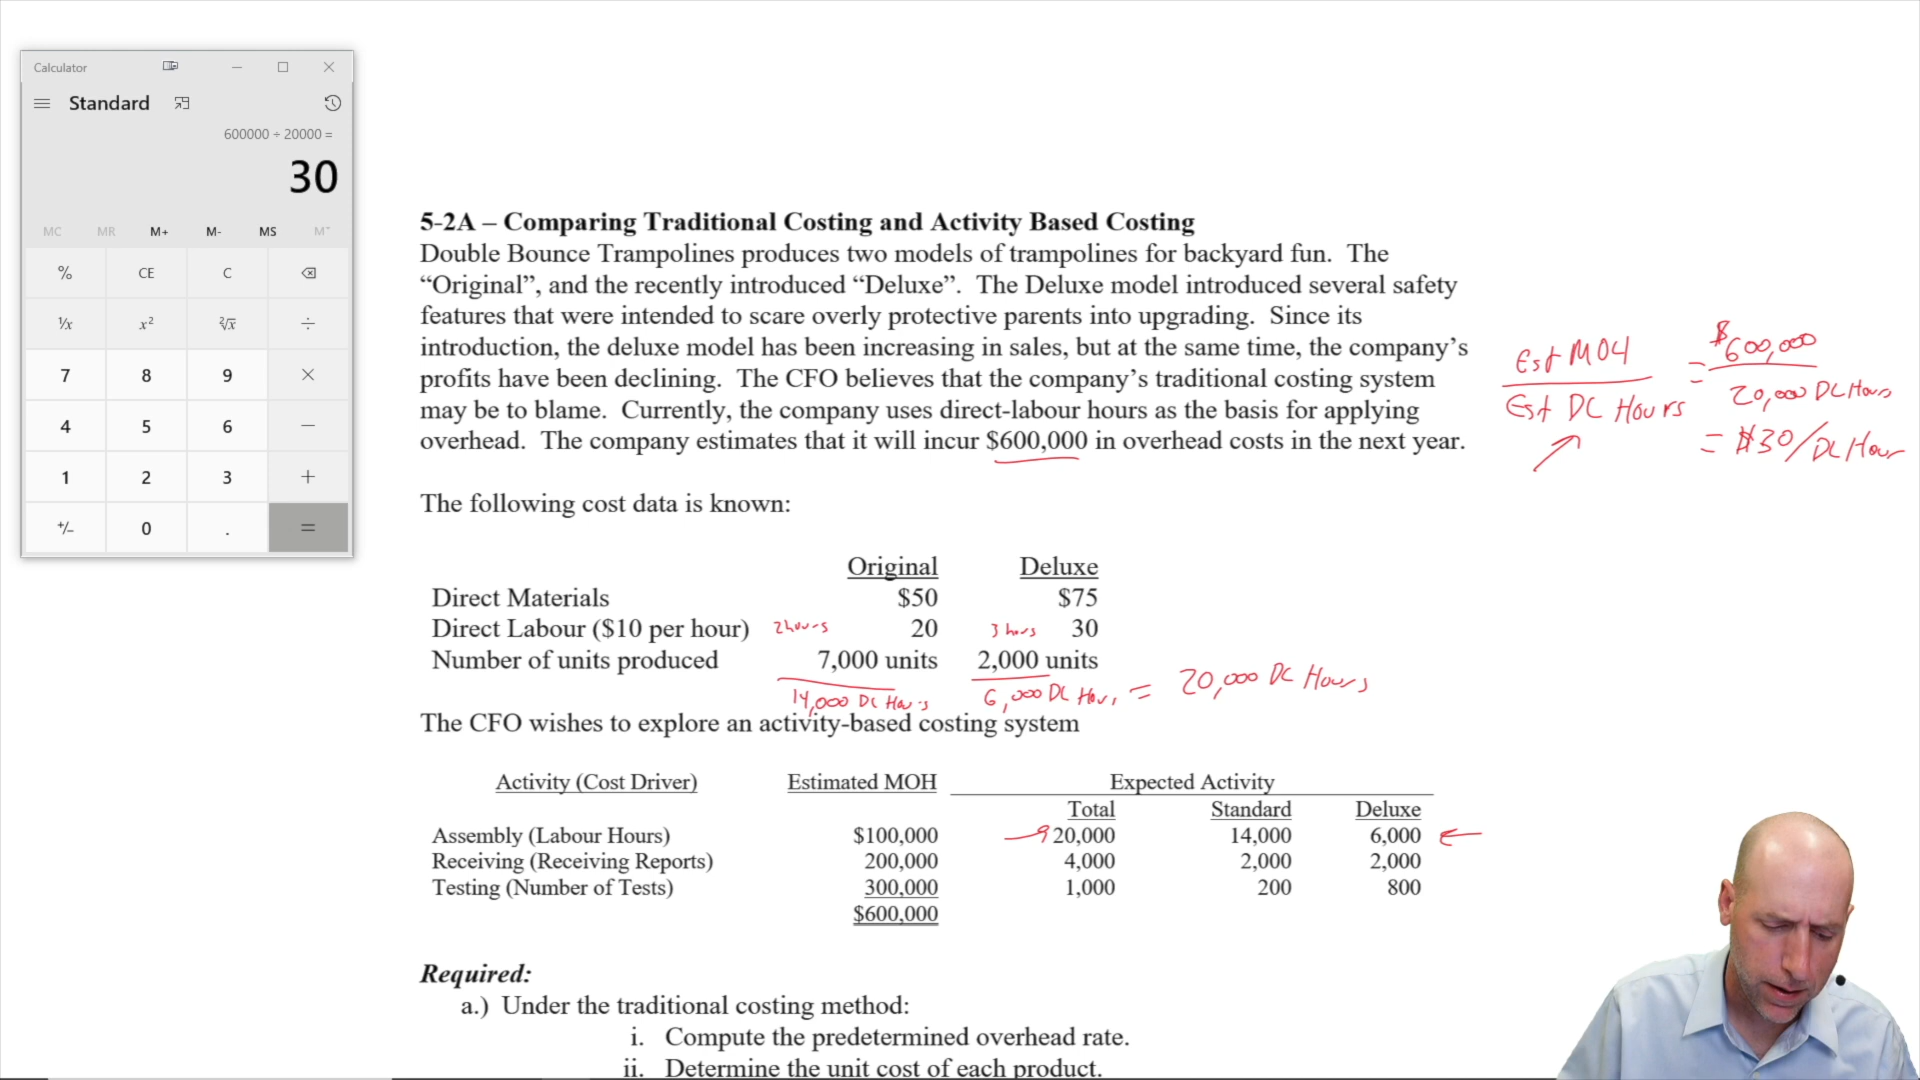 Calculator
Standard
600000 ÷ 20000 =
30
MC MR M+ M- MS M˅
% CE C
¹/x x² ²√x ÷
7 8 9 ×
4 5 6 −
1 2 3 +
+/− 0 . =
5-2A – Comparing Traditional Costing and Activity Based Costing
Double Bounce Trampolines produces two models of trampolines for backyard fun. The
“Original”, and the recently introduced “Deluxe”. The Deluxe model introduced several safety
features that were intended to scare overly protective parents into upgrading. Since its
introduction, the deluxe model has been increasing in sales, but at the same time, the company’s
profits have been declining. The CFO believes that the company’s traditional costing system
may be to blame. Currently, the company uses direct-labour hours as the basis for applying
overhead. The company estimates that it will incur $600,000 in overhead costs in the next year.
Est MOH = $600,000
Est DL Hours 20,000 DL Hours
= $30/DL Hour
The following cost data is known:
Original Deluxe
Direct Materials $50 $75
Direct Labour ($10 per hour) 2 hours 20 3 hours 30
Number of units produced 7,000 units 2,000 units
14,000 DL Hours 6,000 DL Hours = 20,000 DL Hours
The CFO wishes to explore an activity-based costing system
Activity (Cost Driver) Estimated MOH Expected Activity
Total Standard Deluxe
Assembly (Labour Hours) $100,000 20,000 14,000 6,000
Receiving (Receiving Reports) 200,000 4,000 2,000 2,000
Testing (Number of Tests) 300,000 1,000 200 800
$600,000
Required:
a.) Under the traditional costing method:
i. Compute the predetermined overhead rate.
ii. Determine the unit cost of each product.